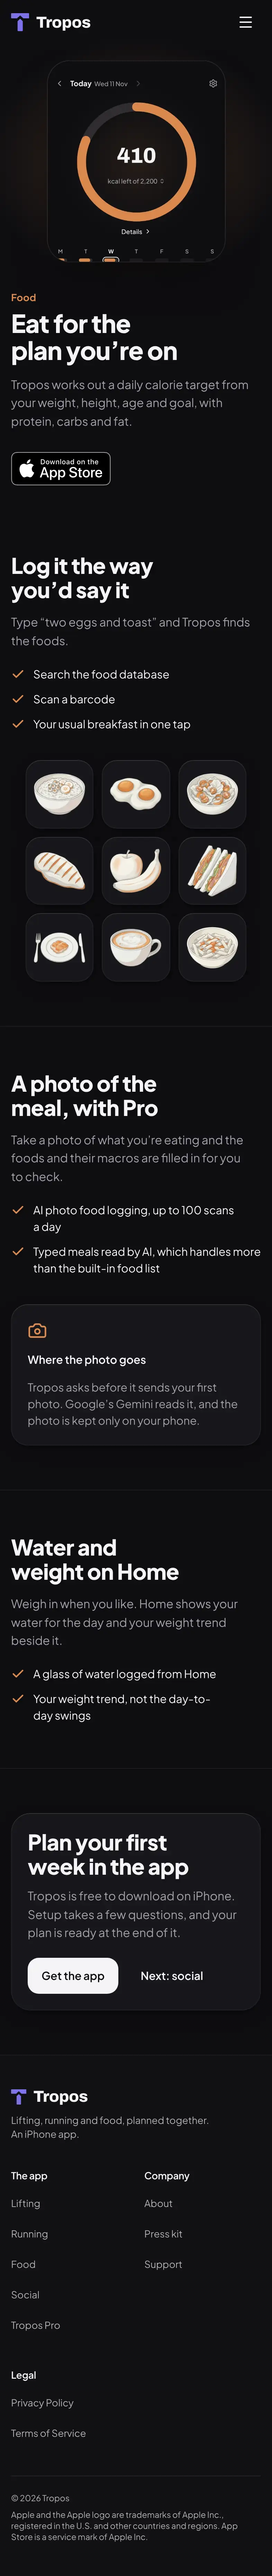 Tropos
Today Wed 11 Nov
410
kcal left of 2,200
Details
M T W T F S S
Food
Eat for the
plan you’re on
Tropos works out a daily calorie target from
your weight, height, age and goal, with
protein, carbs and fat.
Download on the
App Store
Log it the way
you’d say it
Type “two eggs and toast” and Tropos finds
the foods.
Search the food database
Scan a barcode
Your usual breakfast in one tap
A photo of the
meal, with Pro
Take a photo of what you’re eating and the
foods and their macros are filled in for you
to check.
AI photo food logging, up to 100 scans
a day
Typed meals read by AI, which handles more
than the built-in food list
Where the photo goes
Tropos asks before it sends your first
photo. Google’s Gemini reads it, and the
photo is kept only on your phone.
Water and
weight on Home
Weigh in when you like. Home shows your
water for the day and your weight trend
beside it.
A glass of water logged from Home
Your weight trend, not the day-to-
day swings
Plan your first
week in the app
Tropos is free to download on iPhone.
Setup takes a few questions, and your
plan is ready at the end of it.
Get the app
Next: social
Tropos
Lifting, running and food, planned together.
An iPhone app.
The app
Lifting
Running
Food
Social
Tropos Pro
Company
About
Press kit
Support
Legal
Privacy Policy
Terms of Service
© 2026 Tropos
Apple and the Apple logo are trademarks of Apple Inc.,
registered in the U.S. and other countries and regions. App
Store is a service mark of Apple Inc.